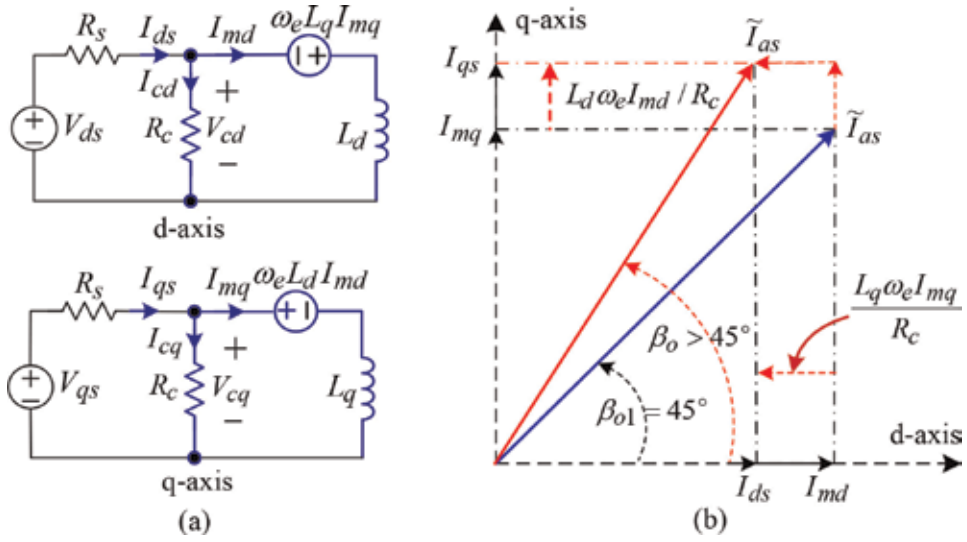 R_s I_ds I_md ω_e L_q I_mq
I_cd
+ − V_ds R_c + V_cd − L_d
d-axis
R_s I_qs I_mq ω_e L_d I_md
I_cq
+ − V_qs R_c + V_cq − L_q
q-axis
(a)
q-axis
I_qs
Ĩ_as
L_d ω_e I_md / R_c
I_mq
Ĩ_as
L_q ω_e I_mq
R_c
β_o > 45°
β_o1 = 45°
d-axis
I_ds I_md
(b)